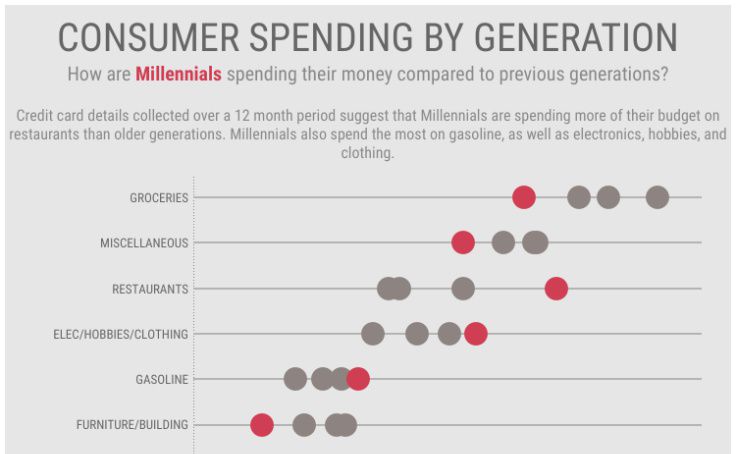 CONSUMER SPENDING BY GENERATION
How are Millennials spending their money compared to previous generations?
Credit card details collected over a 12 month period suggest that Millennials are spending more of their budget on
restaurants than older generations. Millennials also spend the most on gasoline, as well as electronics, hobbies, and
clothing.
GROCERIES
MISCELLANEOUS
RESTAURANTS
ELEC/HOBBIES/CLOTHING
GASOLINE
FURNITURE/BUILDING